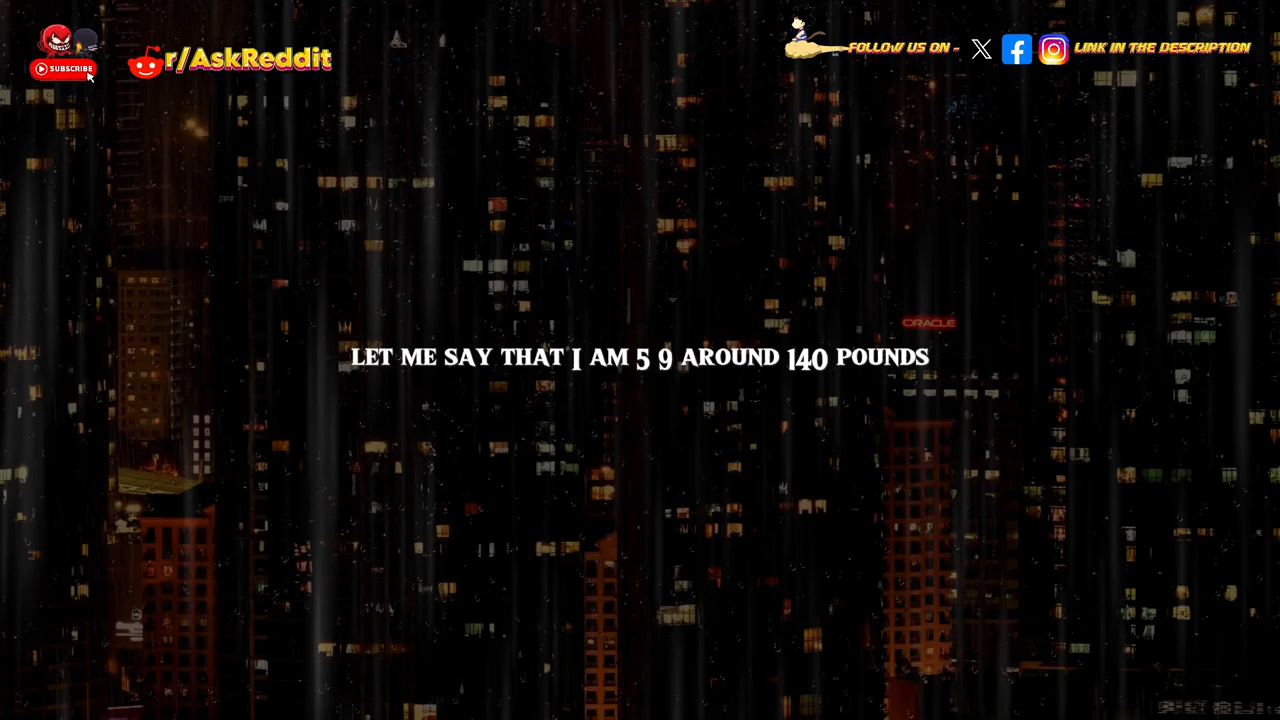 SUBSCRIBE
r/AskReddit
FOLLOW US ON -
LINK IN THE DESCRIPTION
ORACLE
LET ME SAY THAT I AM 5 9 AROUND 140 POUNDS